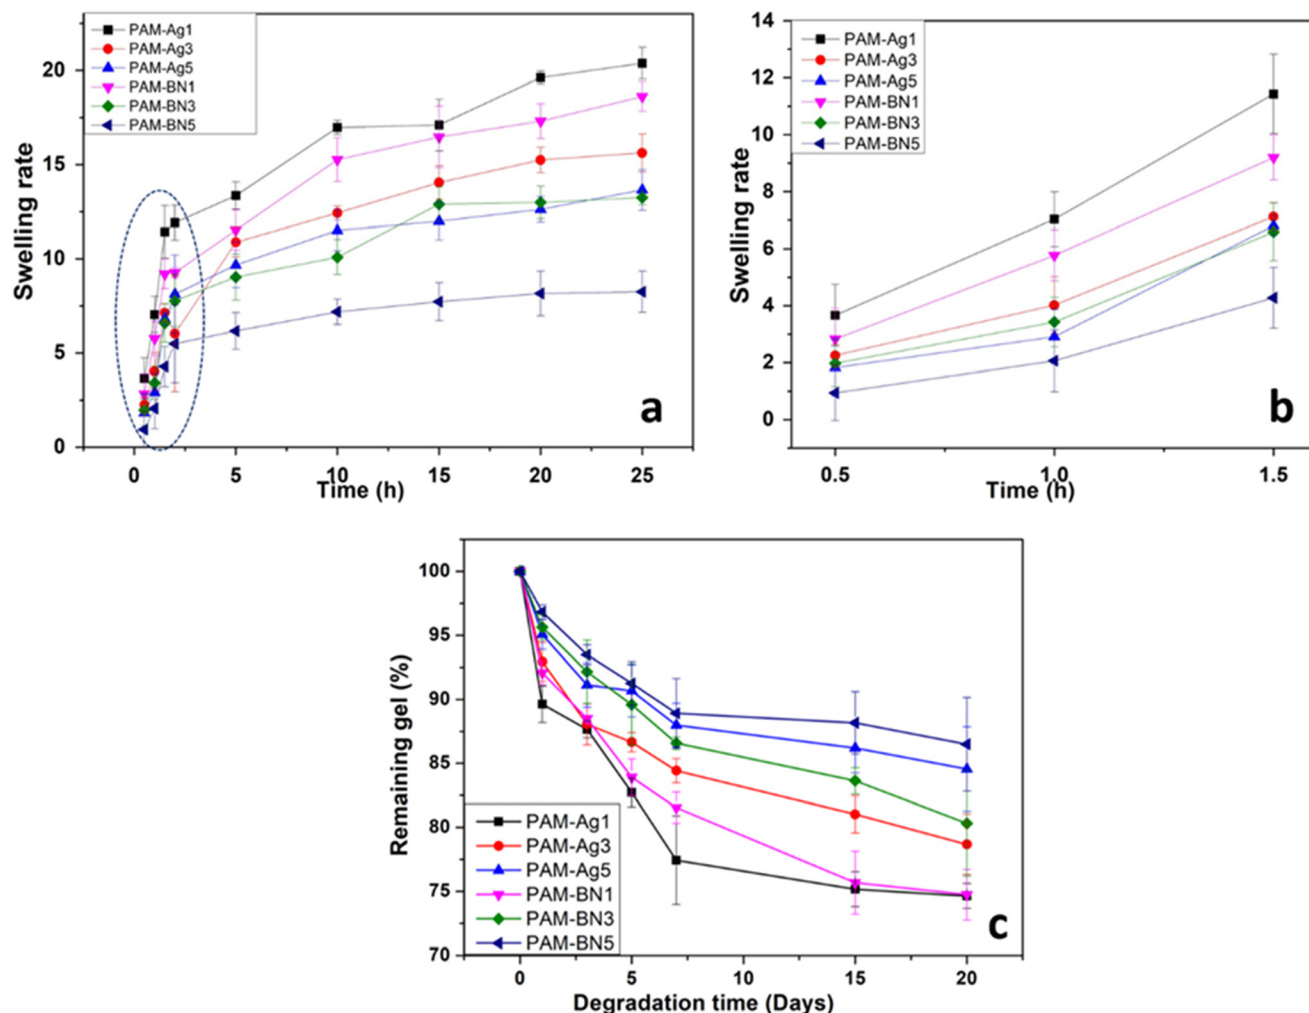 PAM-Ag1
PAM-Ag3
PAM-Ag5
PAM-BN1
PAM-BN3
PAM-BN5
20
15
10
5
0
Swelling rate
0 5 10 15 20 25
Time (h)
a
PAM-Ag1
PAM-Ag3
PAM-Ag5
PAM-BN1
PAM-BN3
PAM-BN5
14
12
10
8
6
4
2
0
Swelling rate
0.5 1.0 1.5
Time (h)
b
100
95
90
85
80
75
70
Remaining gel (%)
PAM-Ag1
PAM-Ag3
PAM-Ag5
PAM-BN1
PAM-BN3
PAM-BN5
c
0 5 10 15 20
Degradation time (Days)